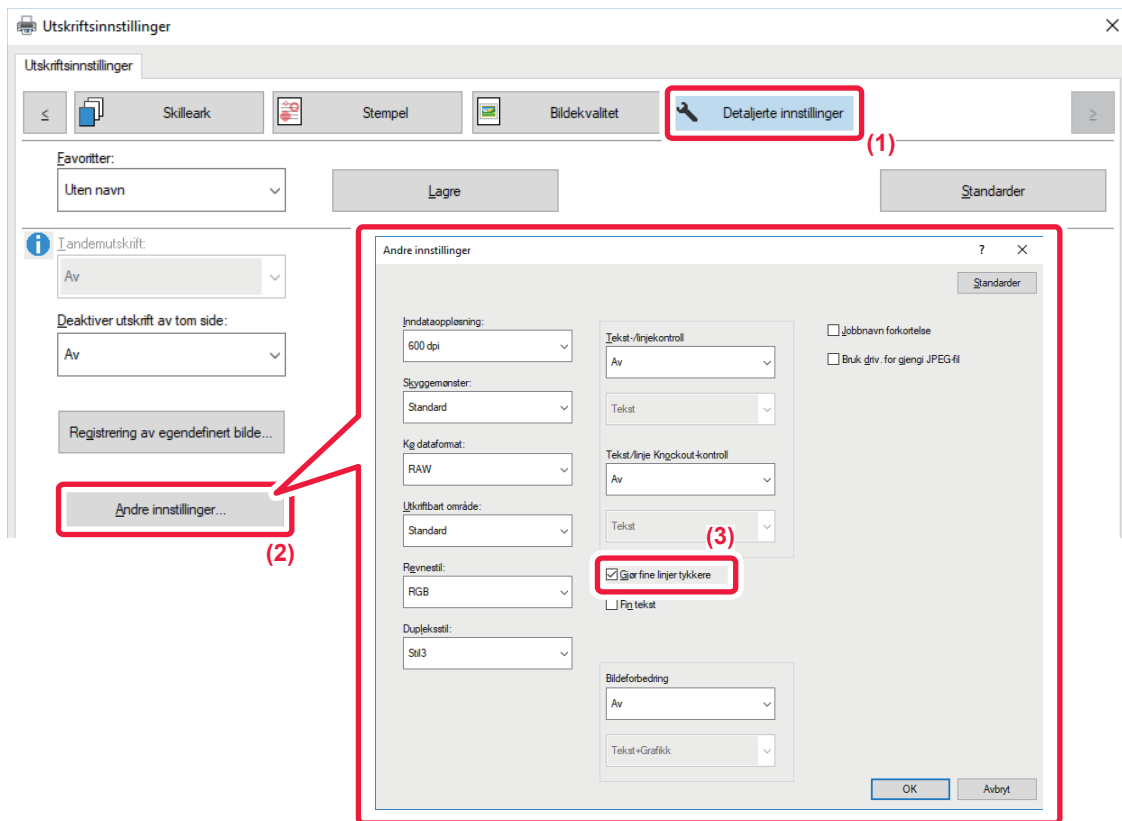 Utskriftsinnstillinger
Utskriftsinnstillinger
≤
Skilleark
Stempel
Bildekvalitet
Detaljerte innstillinger
≥
(1)
Favoritter:
Uten navn
Lagre
Standarder
Tandemutskrift:
Av
Deaktiver utskrift av tom side:
Av
Registrering av egendefinert bilde...
Andre innstillinger...
(2)
Andre innstillinger
?
Standarder
Inndataoppløsning:
600 dpi
Skyggemønster:
Standard
Kø dataformat:
RAW
Utkriftbart område:
Standard
Revnestil:
RGB
Dupleksstil:
Stil3
Tekst-/linjekontroll
Av
Tekst
Tekst/linje Knockout-kontroll
Av
Tekst
(3)
Gjør fine linjer tykkere
Fin tekst
Bildeforbedring
Av
Tekst+Grafikk
Jobbnavn forkortelse
Bruk driv. for gjengi JPEG-fil
OK
Avbryt